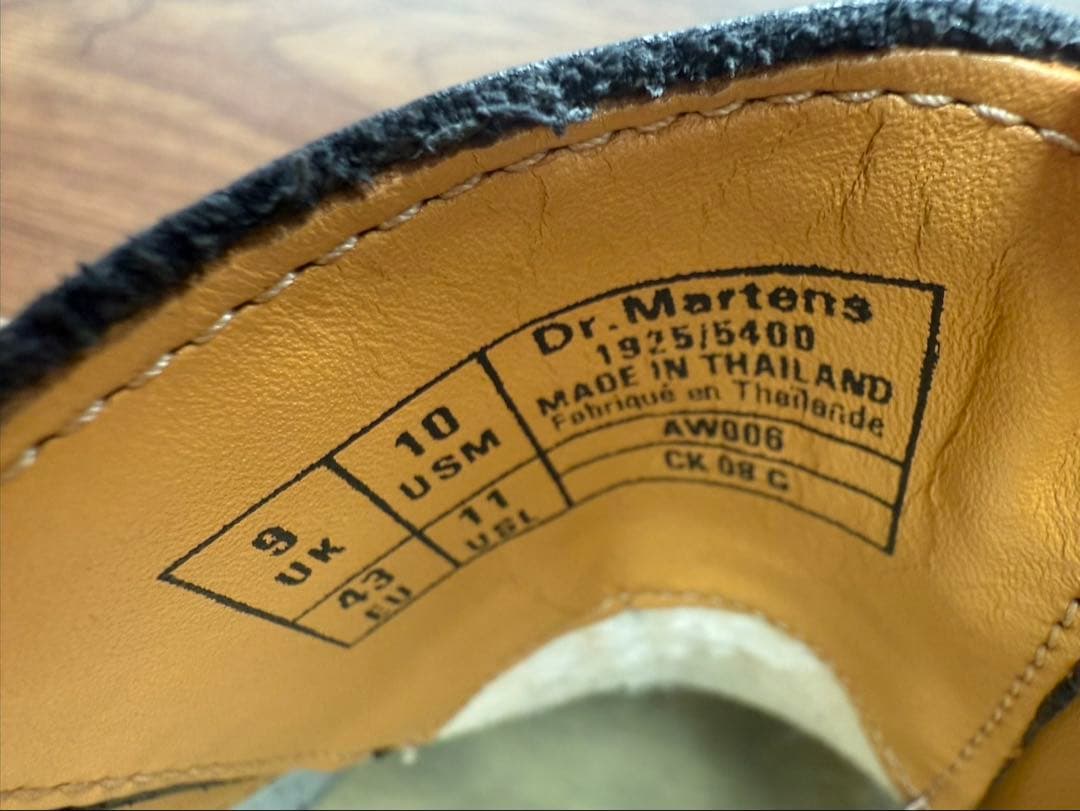 Dr.Martens
1925/5400
MADE IN THAILAND
Fabriqué en Thaïlande
AW006
CK 08 C
9
UK
10
USM
43
EU
11
USL